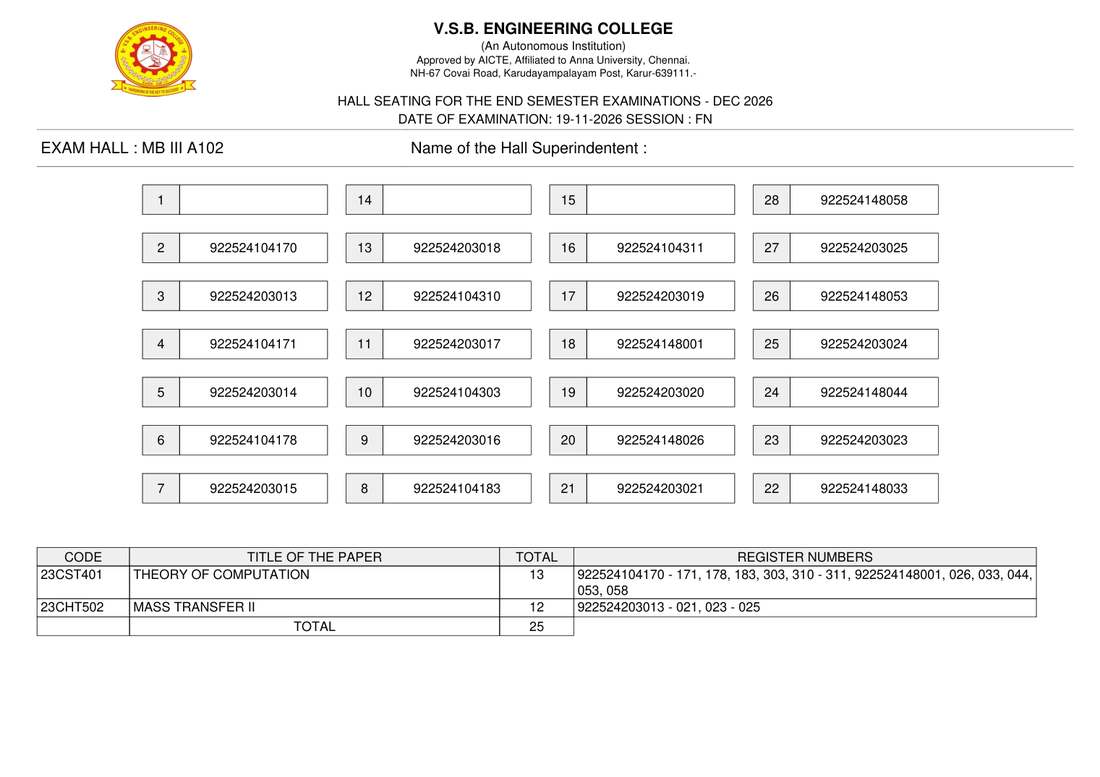 V.S.B. ENGINEERING COLLEGE
(An Autonomous Institution)
Approved by AICTE, Affiliated to Anna University, Chennai.
NH-67 Covai Road, Karudayampalayam Post, Karur-639111.-
HALL SEATING FOR THE END SEMESTER EXAMINATIONS - DEC 2026
DATE OF EXAMINATION: 19-11-2026 SESSION : FN
EXAM HALL : MB III A102 Name of the Hall Superindentent :
1 14 15 28 922524148058
2 922524104170 13 922524203018 16 922524104311 27 922524203025
3 922524203013 12 922524104310 17 922524203019 26 922524148053
4 922524104171 11 922524203017 18 922524148001 25 922524203024
5 922524203014 10 922524104303 19 922524203020 24 922524148044
6 922524104178 9 922524203016 20 922524148026 23 922524203023
7 922524203015 8 922524104183 21 922524203021 22 922524148033
CODE TITLE OF THE PAPER TOTAL REGISTER NUMBERS
23CST401 THEORY OF COMPUTATION 13 922524104170 - 171, 178, 183, 303, 310 - 311, 922524148001, 026, 033, 044,
053, 058
23CHT502 MASS TRANSFER II 12 922524203013 - 021, 023 - 025
TOTAL 25